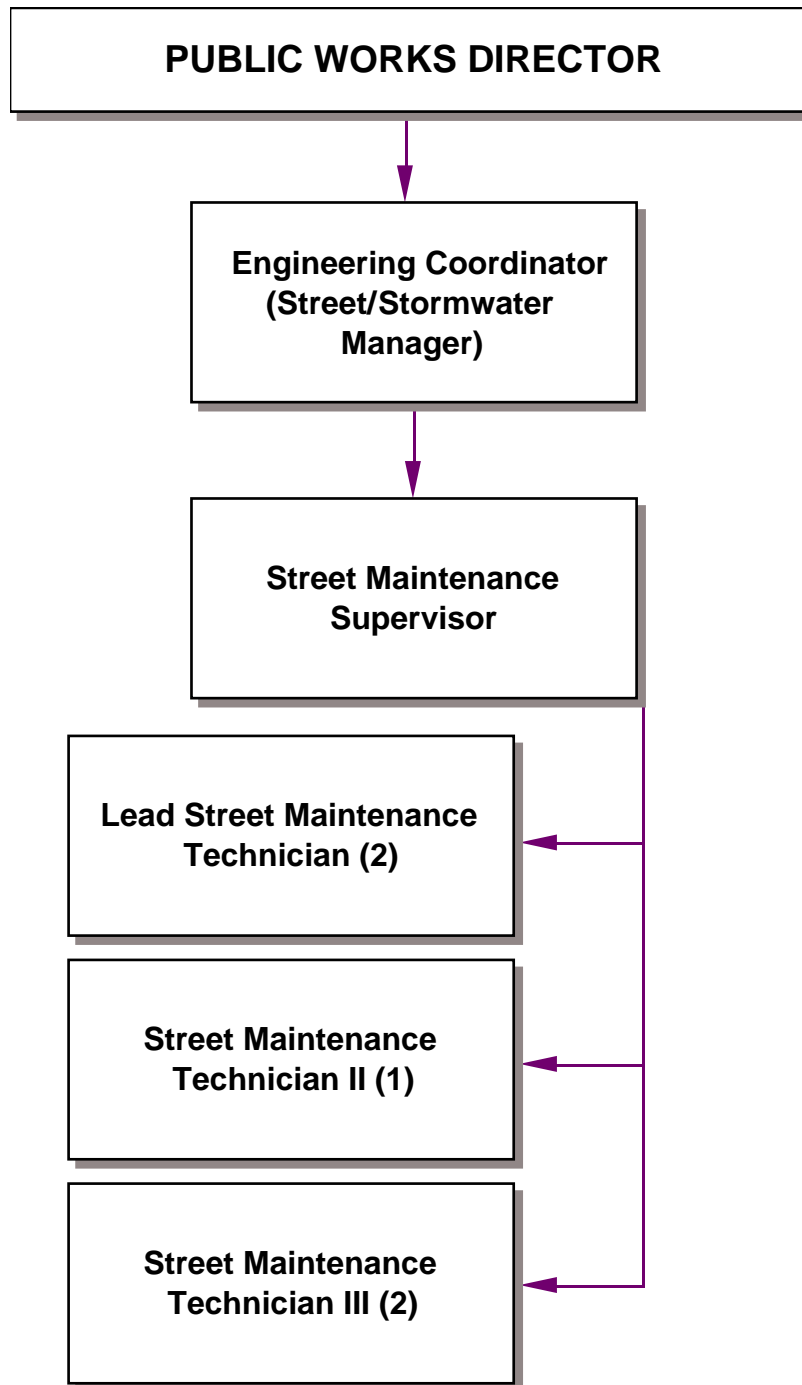 PUBLIC WORKS DIRECTOR
Engineering Coordinator
(Street/Stormwater
Manager)
Street Maintenance
Supervisor
Lead Street Maintenance
Technician (2)
Street Maintenance
Technician II (1)
Street Maintenance
Technician III (2)